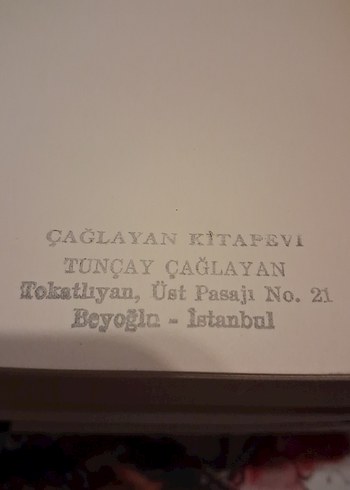 ÇAĞLAYAN KİTAPEVI
TUNÇAY ÇAĞLAYAN
Tokatlıyan, Üst Pasajı No. 21
Beyoğlu - İstanbul